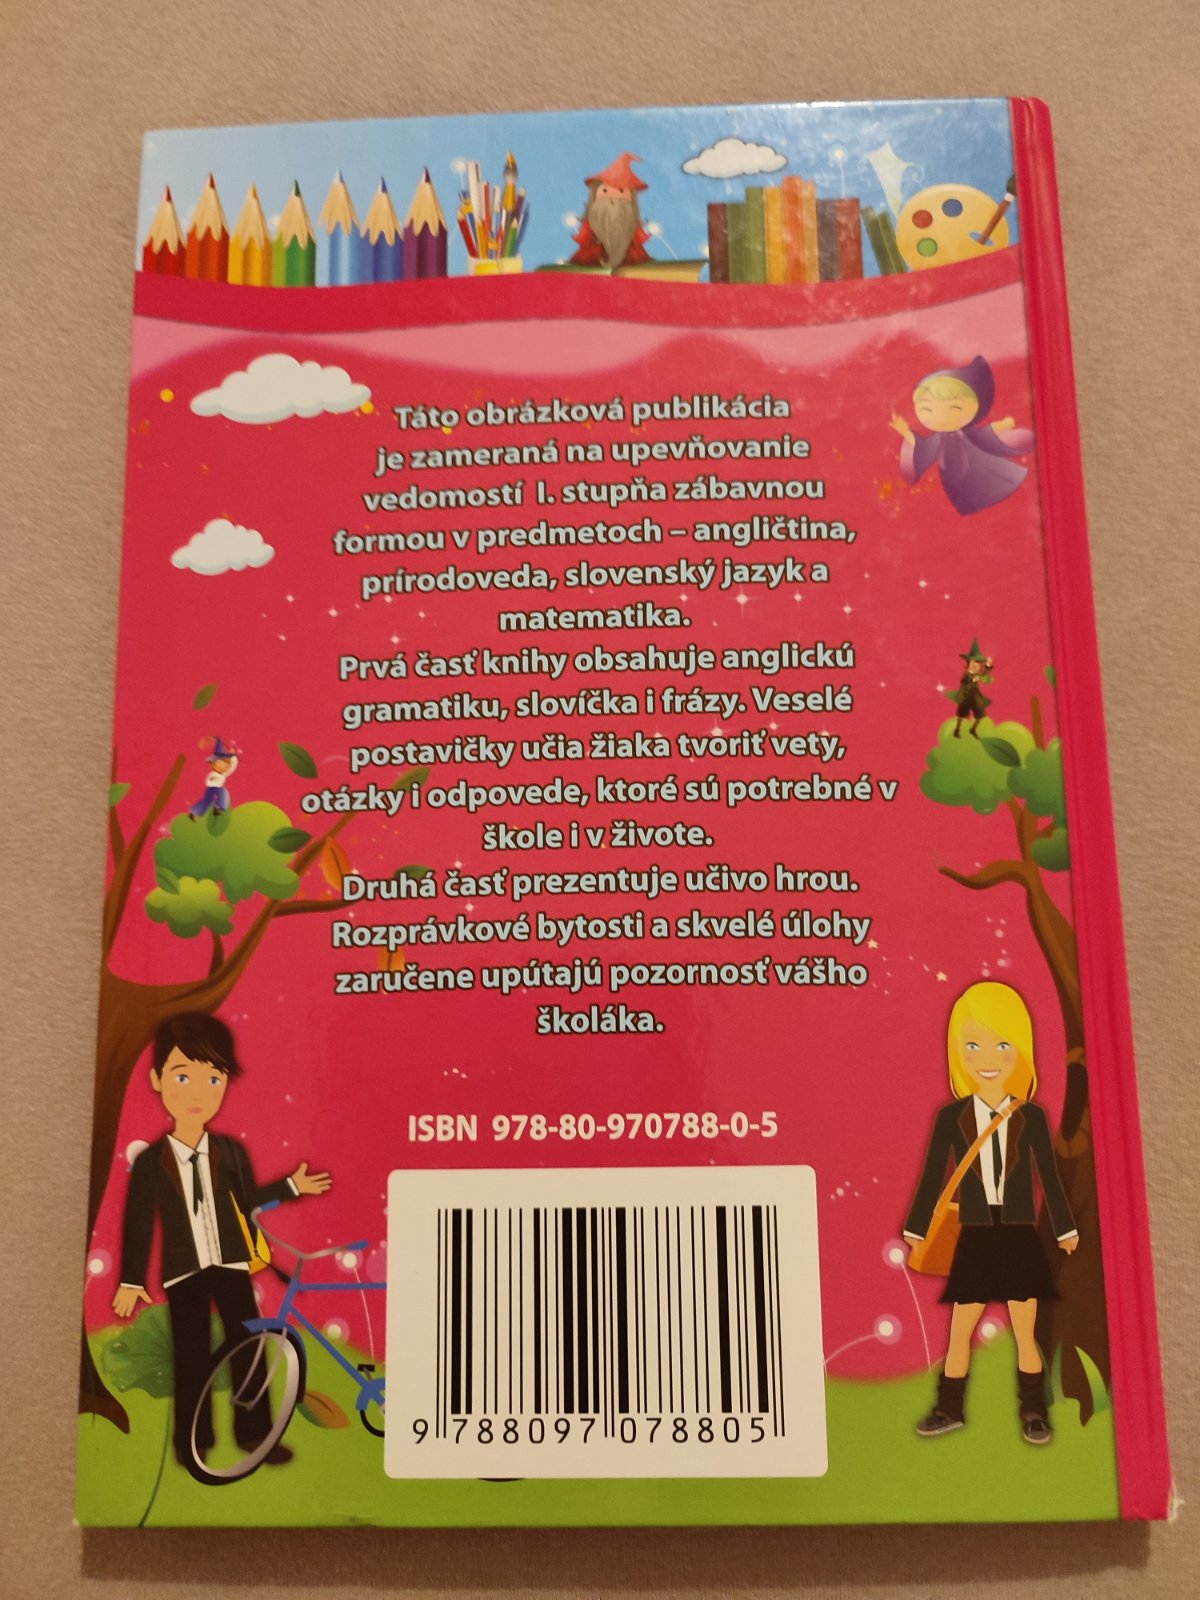 Táto obrázková publikácia
je zameraná na upevňovanie
vedomostí I. stupňa zábavnou
formou v predmetoch – angličtina,
prírodoveda, slovenský jazyk a
matematika.
Prvá časť knihy obsahuje anglickú
gramatiku, slovíčka i frázy. Veselé
postavičky učia žiaka tvoriť vety,
otázky i odpovede, ktoré sú potrebné v
škole i v živote.
Druhá časť prezentuje učivo hrou.
Rozprávkové bytosti a skvelé úlohy
zaručene upútajú pozornosť vášho
školáka.
ISBN 978-80-970788-0-5
9 788097 078805